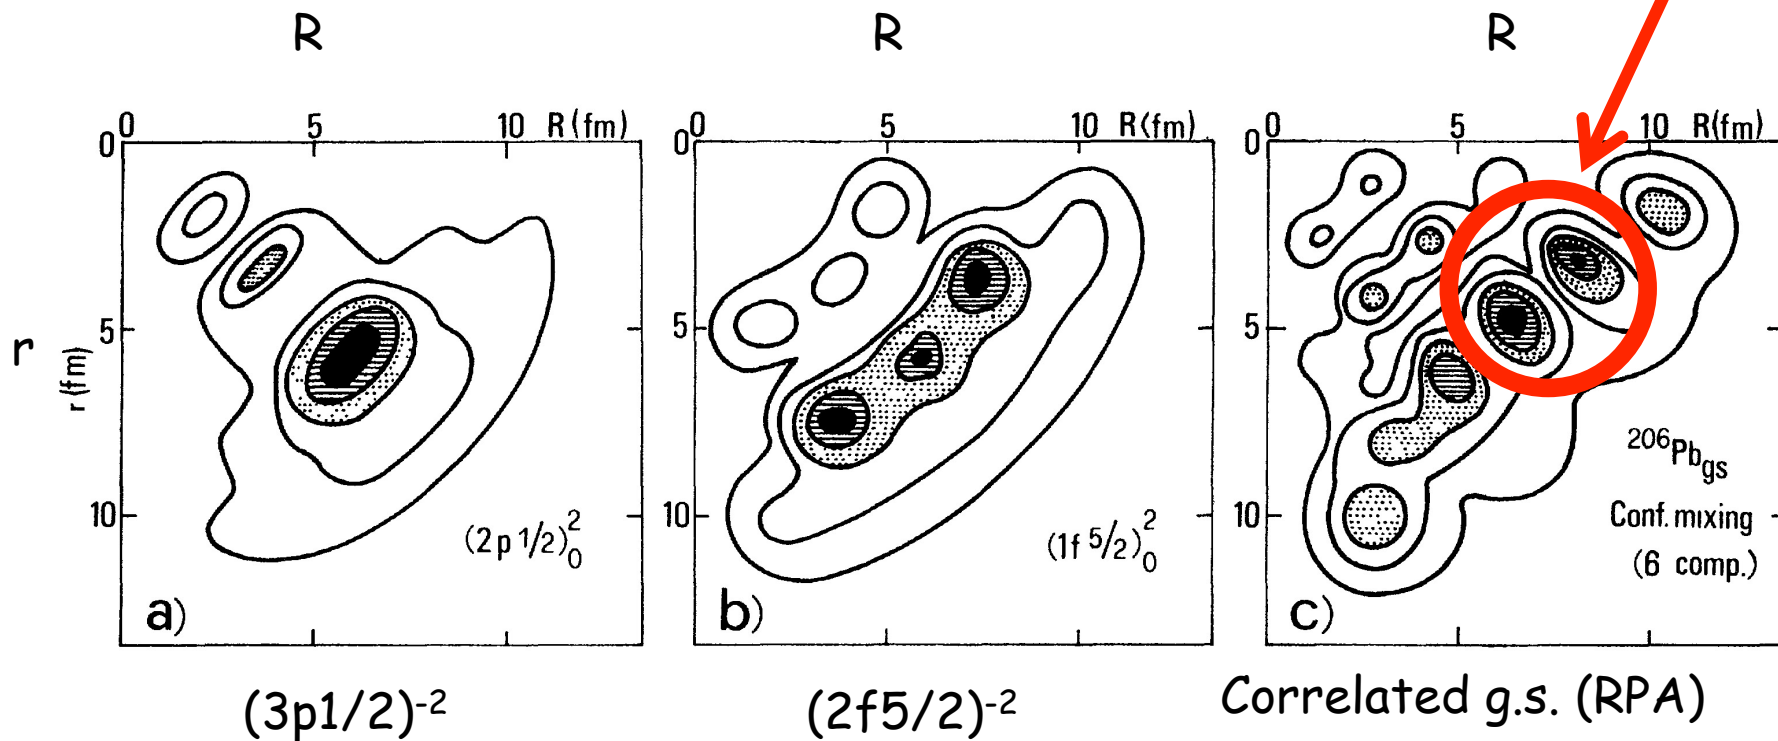 R
R
R
0 5 10 R(fm)
0 5 10 R(fm)
0 5 10 R(fm)
0
0
0
r
r(fm)
5
5
5
²⁰⁶Pbgs
10
(2p 1/2)²₀
10
(1f 5/2)²₀
10
Conf. mixing
(6 comp.)
a)
b)
c)
(3p1/2)⁻²
(2f5/2)⁻²
Correlated g.s. (RPA)